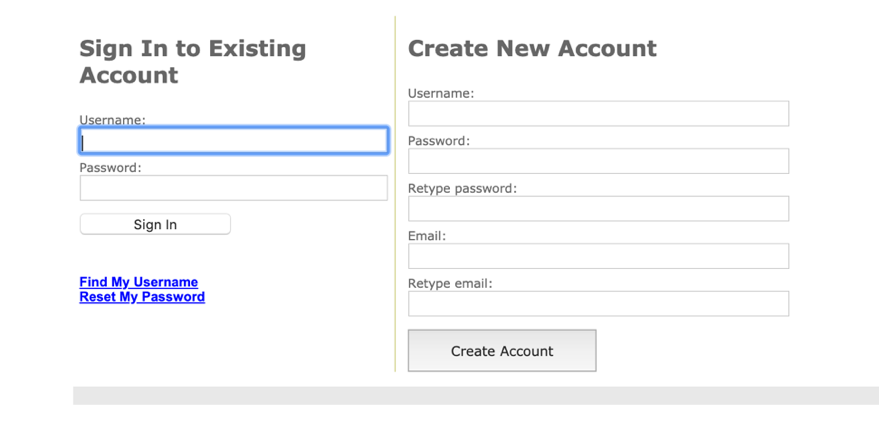 Sign In to Existing
Account
Username:
Password:
Sign In
Find My Username
Reset My Password
Create New Account
Username:
Password:
Retype password:
Email:
Retype email:
Create Account